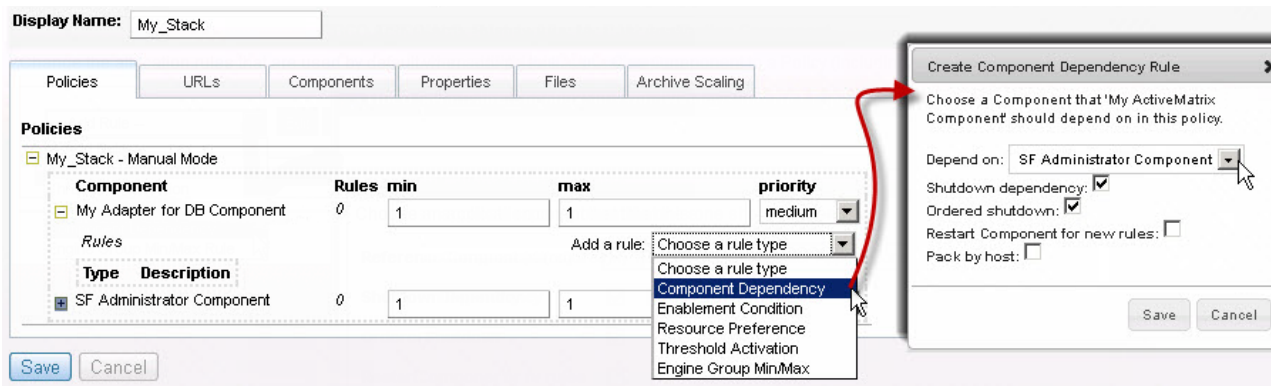 Display Name: My_Stack
Policies URLs Components Properties Files Archive Scaling
Policies
My_Stack - Manual Mode
Component Rules min max priority
My Adapter for DB Component 0 1 1 medium
Rules Add a rule: Choose a rule type
Type Description
SF Administrator Component 0 1 1
Choose a rule type
Component Dependency
Enablement Condition
Resource Preference
Threshold Activation
Engine Group Min/Max
Save Cancel
Create Component Dependency Rule
Choose a Component that 'My ActiveMatrix
Component' should depend on in this policy.
Depend on: SF Administrator Component
Shutdown dependency:
Ordered shutdown:
Restart Component for new rules:
Pack by host:
Save Cancel